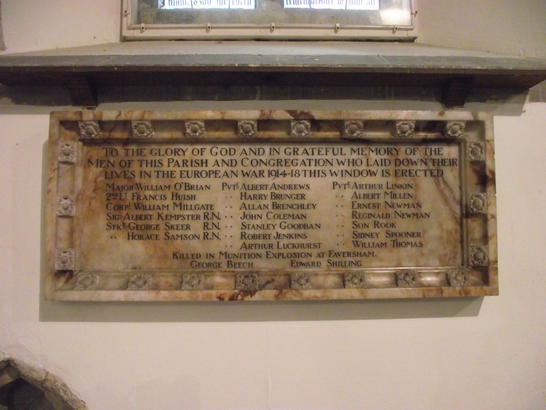 TO THE GLORY OF GOD AND IN GRATEFUL MEMORY OF THE
MEN OF THIS PARISH AND CONGREGATION WHO LAID DOWN THEIR
LIVES IN THE EUROPEAN WAR 1914-18 THIS WINDOW IS ERECTED
MAJOR WILLIAM O'BRIAN PVTE ALBERT ANDREWS PVTE ARTHUR LINKIN
2ND LT FRANCIS HUISH " " HARRY BRUNGER " " ALBERT MILLEN
CORPL WILLIAM MILLGATE " " ALLAN BRENCHLEY " " ERNEST NEWMAN
SIG: ALBERT KEMPSTER R.N. " " JOHN COLEMAN " " REGINALD NEWMAN
STKR GEORGE SKEER R.N. " " STANLEY GOODBAN " " SON ROOK
" HORACE SAMSON R.N. " " ROBERT JENKINS " " SIDNEY SPOONER
" " ARTHUR LUCKHURST " " WILLIAM THOMAS
KILLED IN MUNITION EXPLOSION AT FAVERSHAM.
GEORGE BEECH EDWARD SHILLING